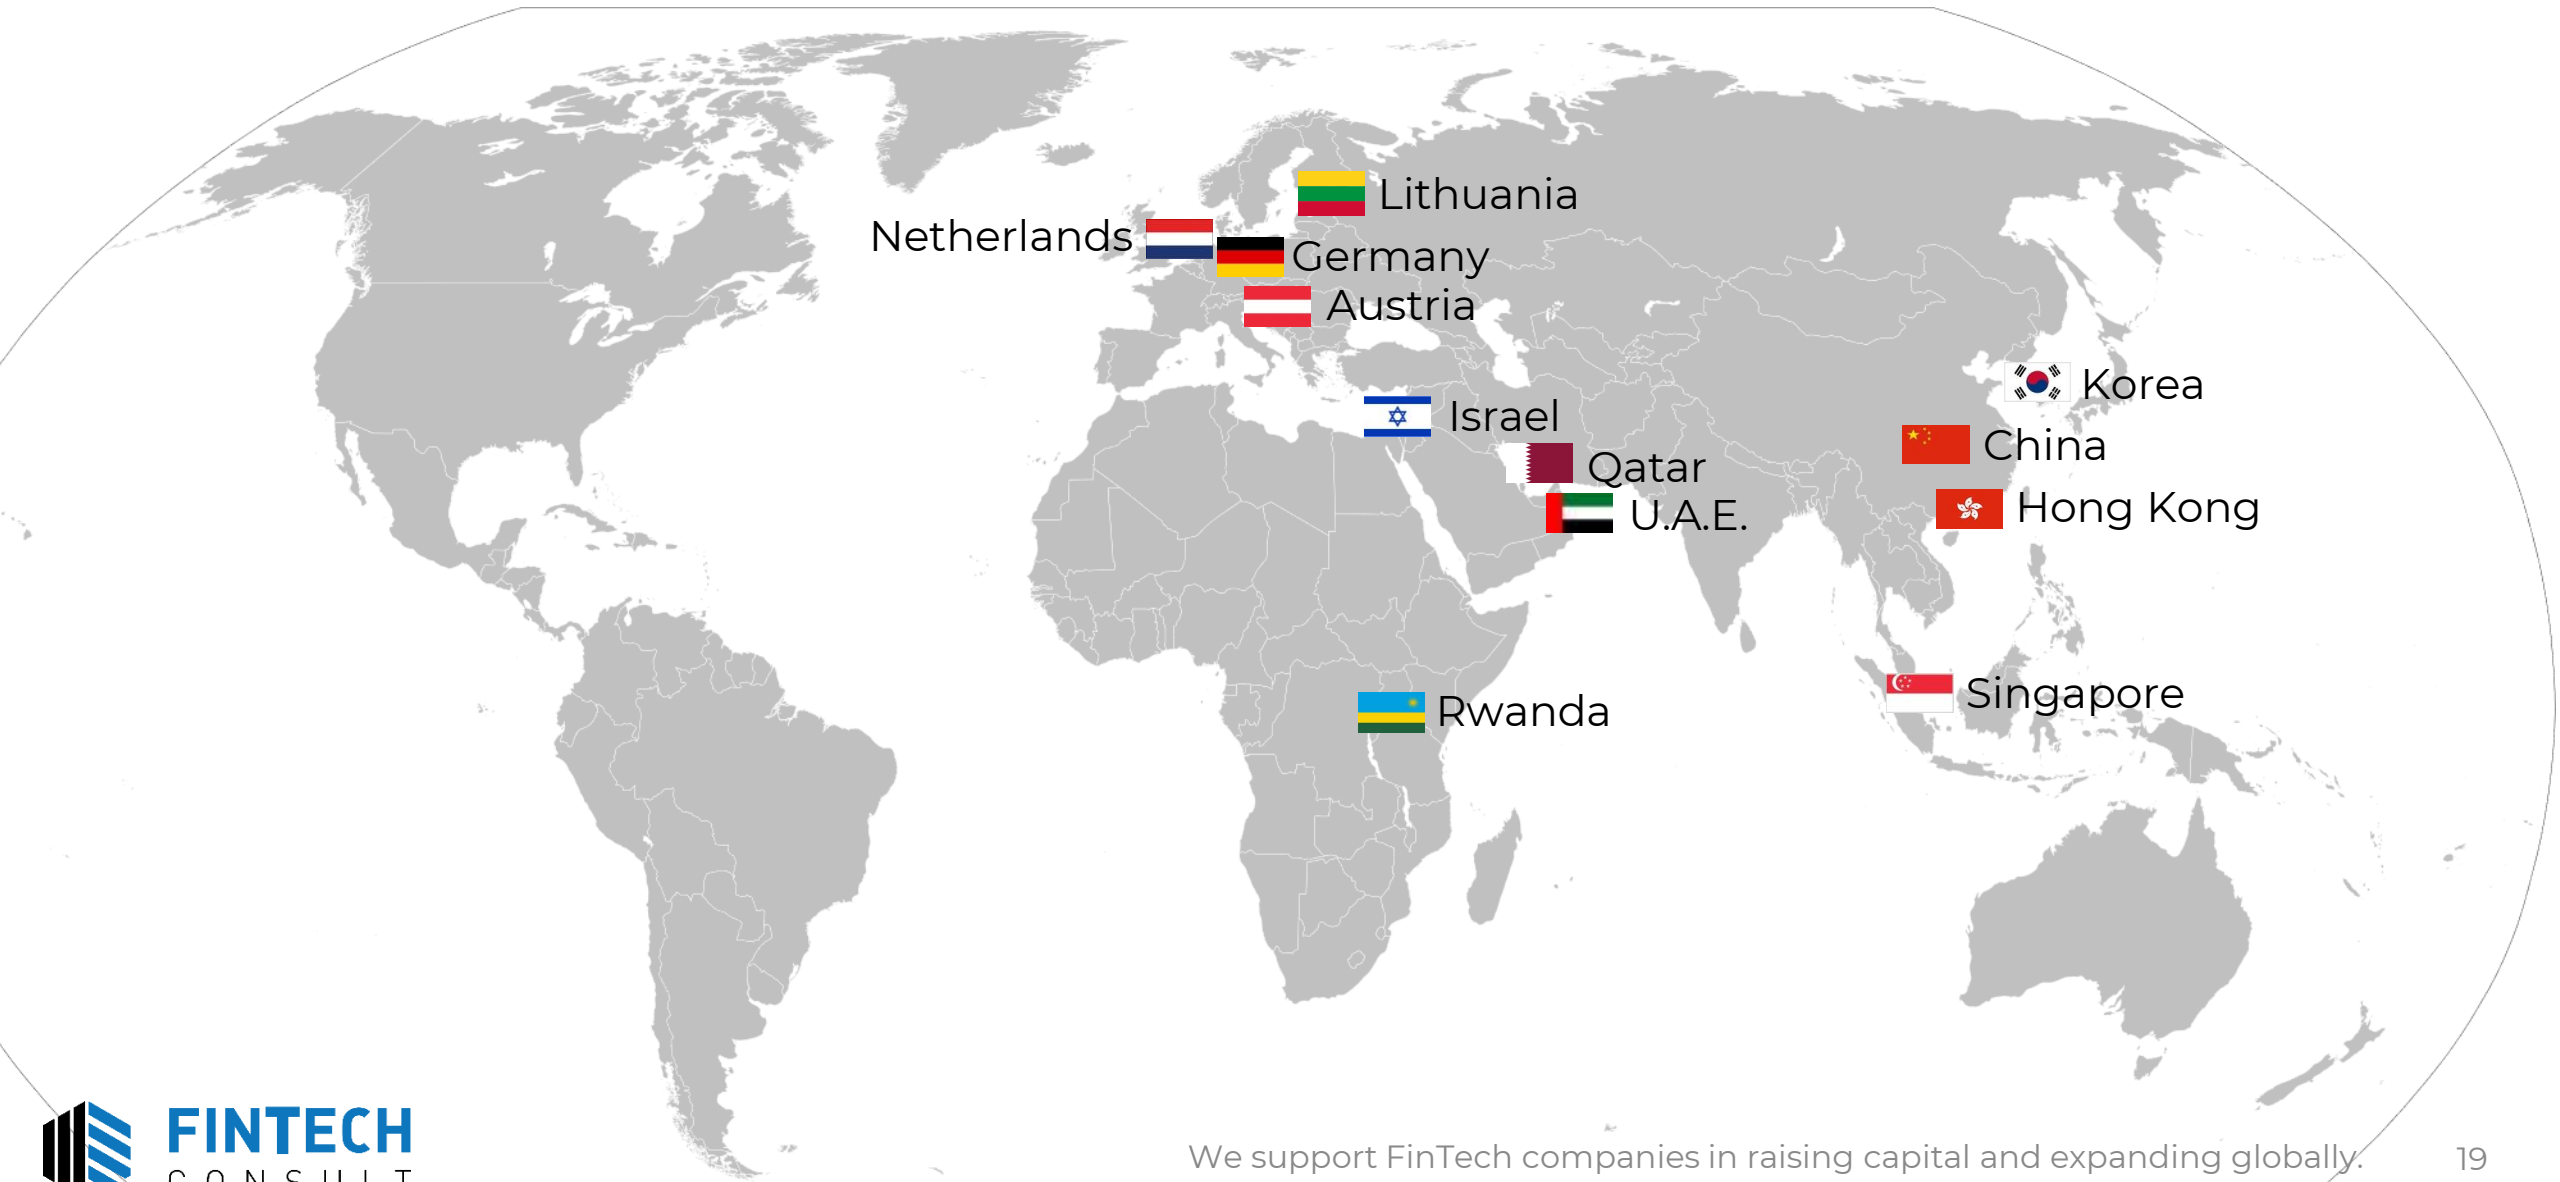 Lithuania
Netherlands
Germany
Austria
Korea
Israel
China
Qatar
Hong Kong
U.A.E.
Singapore
Rwanda
FINTECH
CONSULT
We support FinTech companies in raising capital and expanding globally.
19